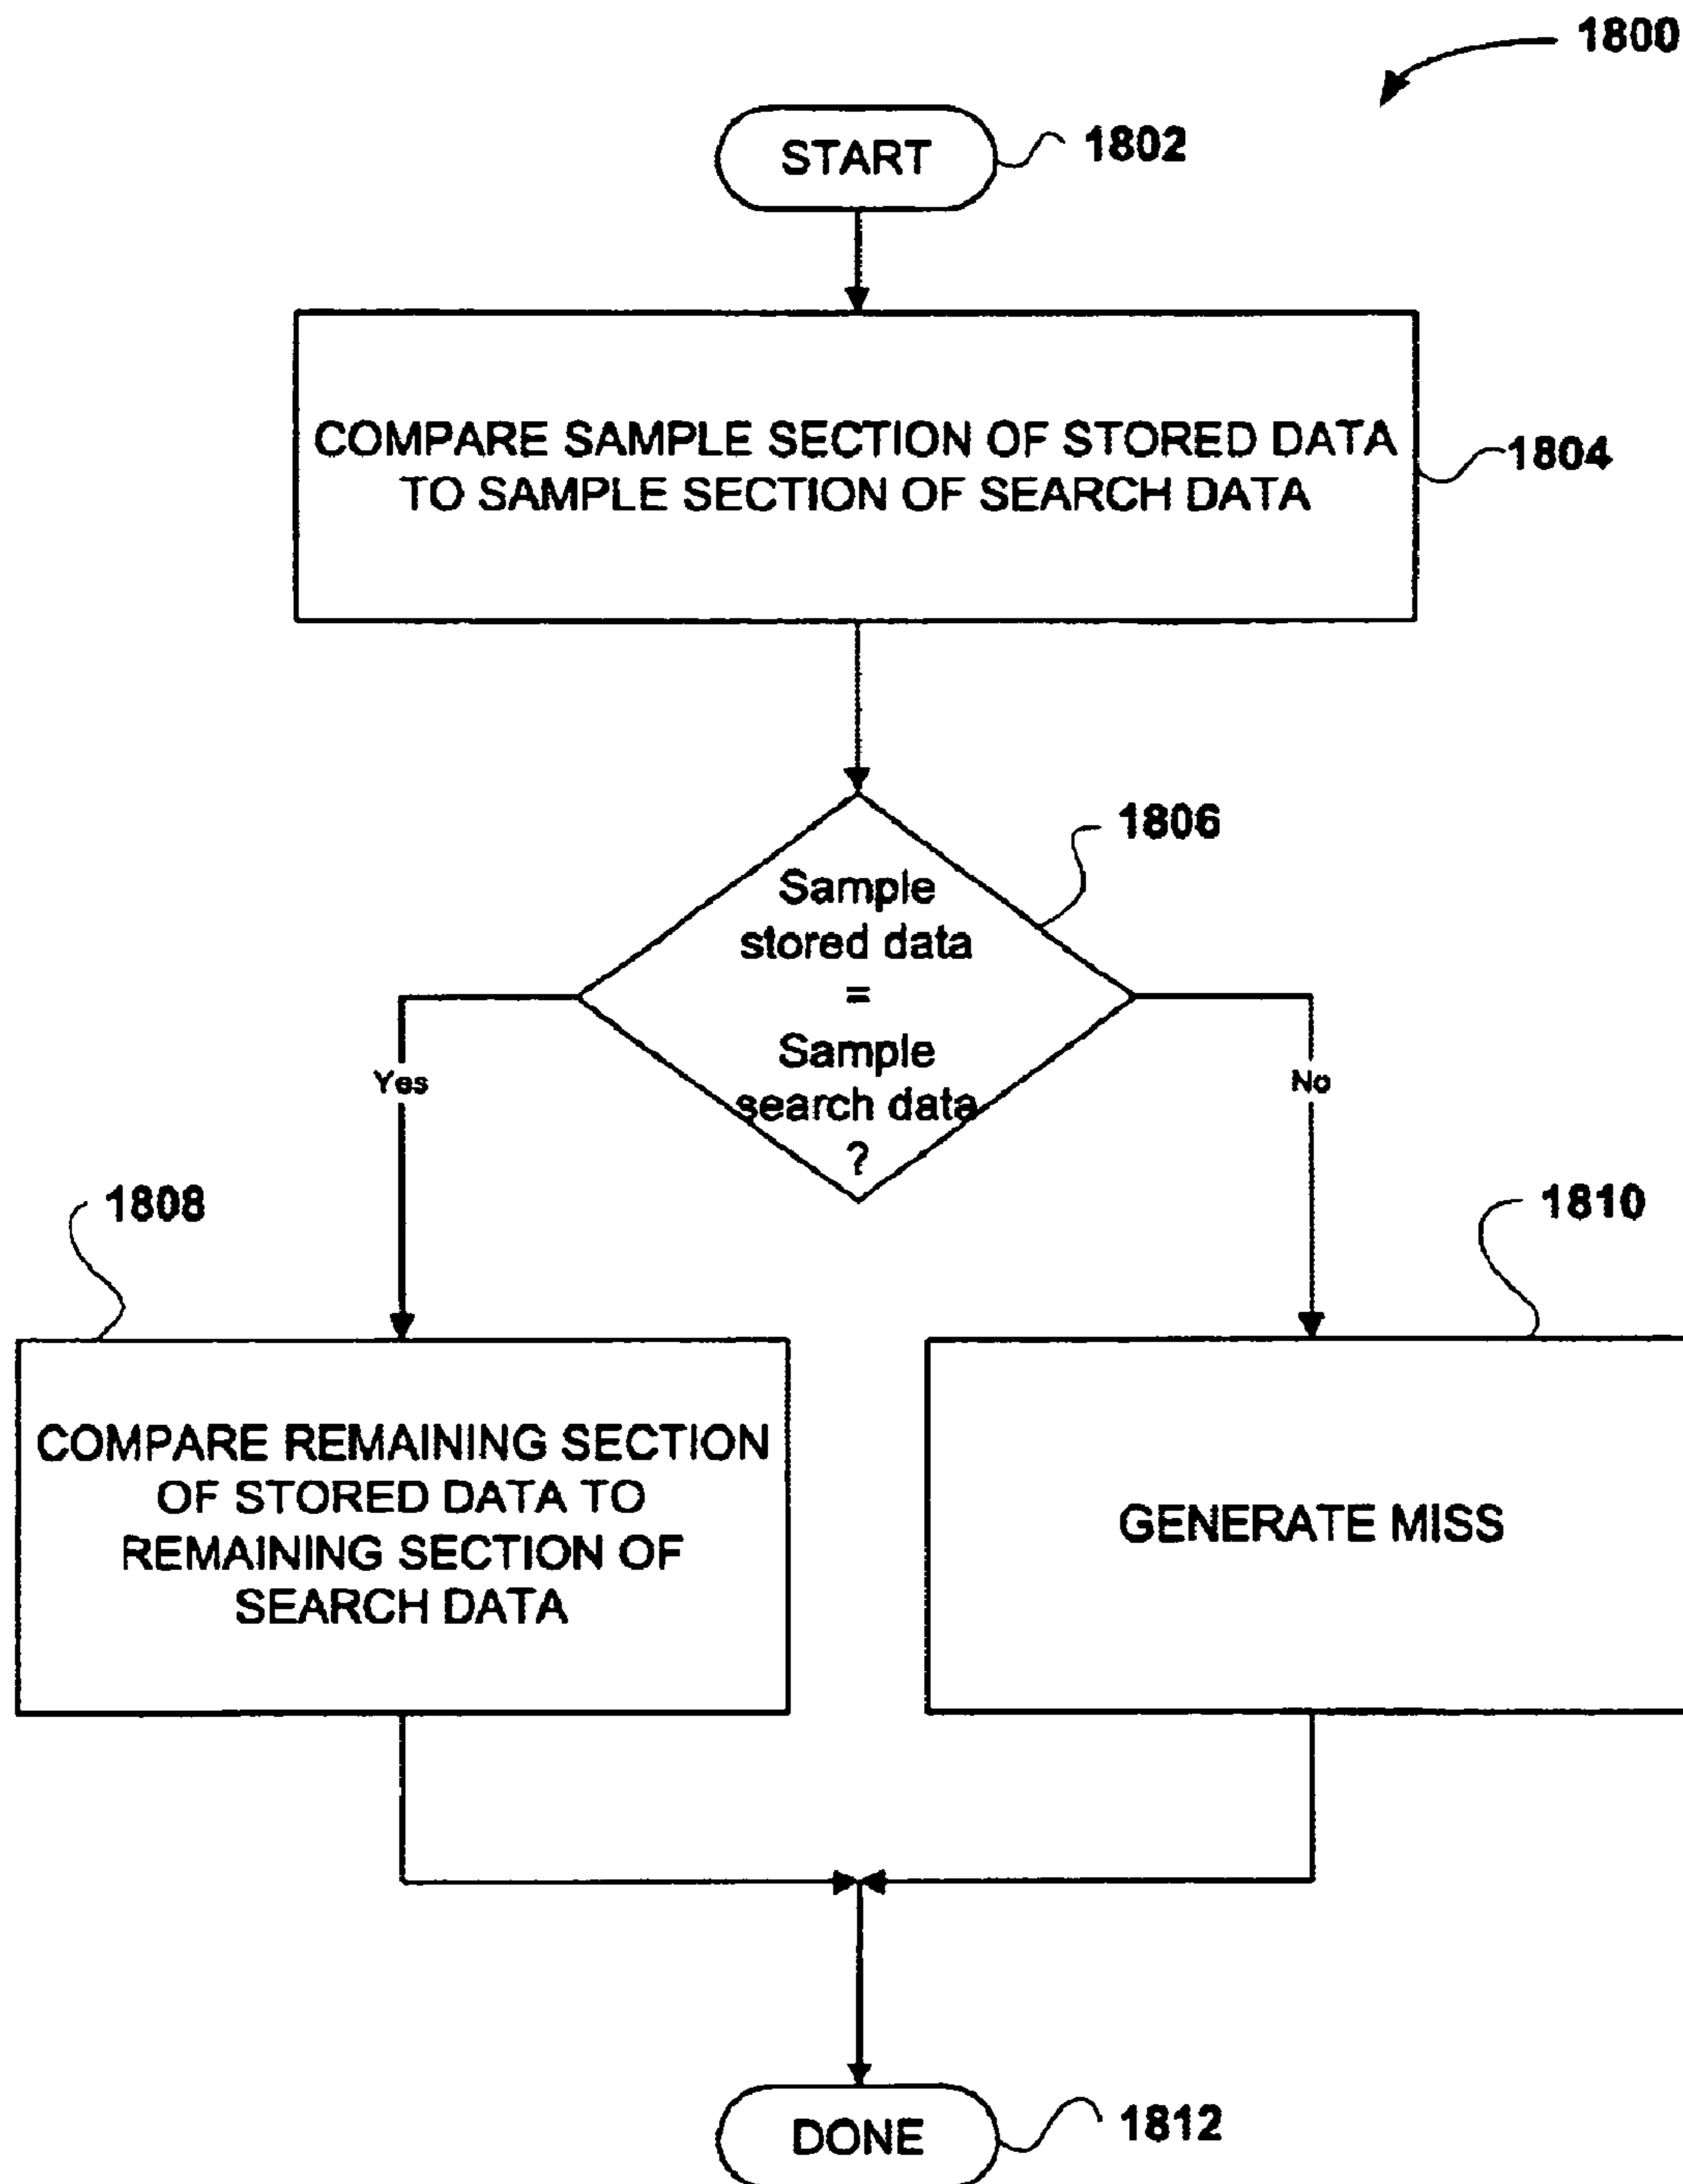 1800
START
1802
COMPARE SAMPLE SECTION OF STORED DATA
TO SAMPLE SECTION OF SEARCH DATA
1804
1806
Sample
stored data
=
Sample
search data
?
Yes
No
1808
1810
COMPARE REMAINING SECTION
OF STORED DATA TO
REMAINING SECTION OF
SEARCH DATA
GENERATE MISS
DONE
1812